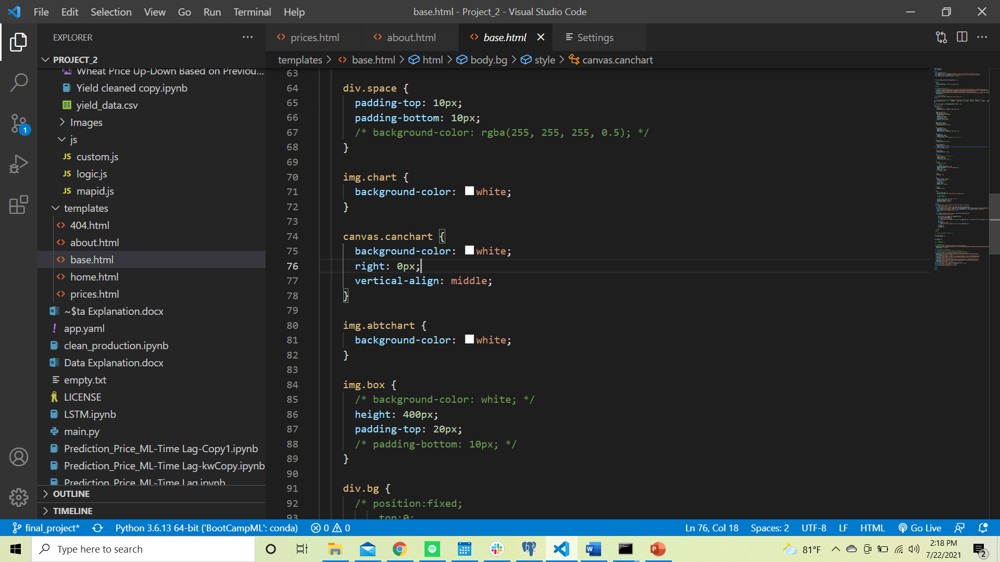 File Edit Selection View Go Run Terminal Help
base.html - Project_2 - Visual Studio Code
EXPLORER
PROJECT_2
Wheat Price Up-Down Based on Previou...
Yield cleaned copy.ipynb
yield_data.csv
Images
js
JS custom.js
JS logic.js
JS mapid.js
templates
404.html
about.html
base.html
home.html
prices.html
~$ta Explanation.docx
app.yaml
clean_production.ipynb
Data Explanation.docx
empty.txt
LICENSE
LSTM.ipynb
main.py
Prediction_Price_ML-Time Lag-Copy1.ipynb
Prediction_Price_ML-Time Lag-kwCopy.ipynb
Prediction_Price_ML-Time Lag.ipynb
OUTLINE
TIMELINE
1
prices.html about.html base.html Settings
templates > base.html > html > body.bg > style > canvas.canchart
63
64 div.space {
65 padding-top: 10px;
66 padding-bottom: 10px;
67 /* background-color: rgba(255, 255, 255, 0.5); */
68 }
69
70 img.chart {
71 background-color: white;
72 }
73
74 canvas.canchart {
75 background-color: white;
76 right: 0px;
77 vertical-align: middle;
78 }
79
80 img.abtchart {
81 background-color: white;
82 }
83
84 img.box {
85 /* background-color: white; */
86 height: 400px;
87 padding-top: 20px;
88 /* padding-bottom: 10px; */
89 }
90
91 div.bg {
92 /* position:fixed;
93 top:0;
final_project* Python 3.6.13 64-bit ('BootCampML': conda) 0 0
Ln 76, Col 18 Spaces: 2 UTF-8 LF HTML Go Live
Type here to search
81°F
2:18 PM
7/22/2021
2